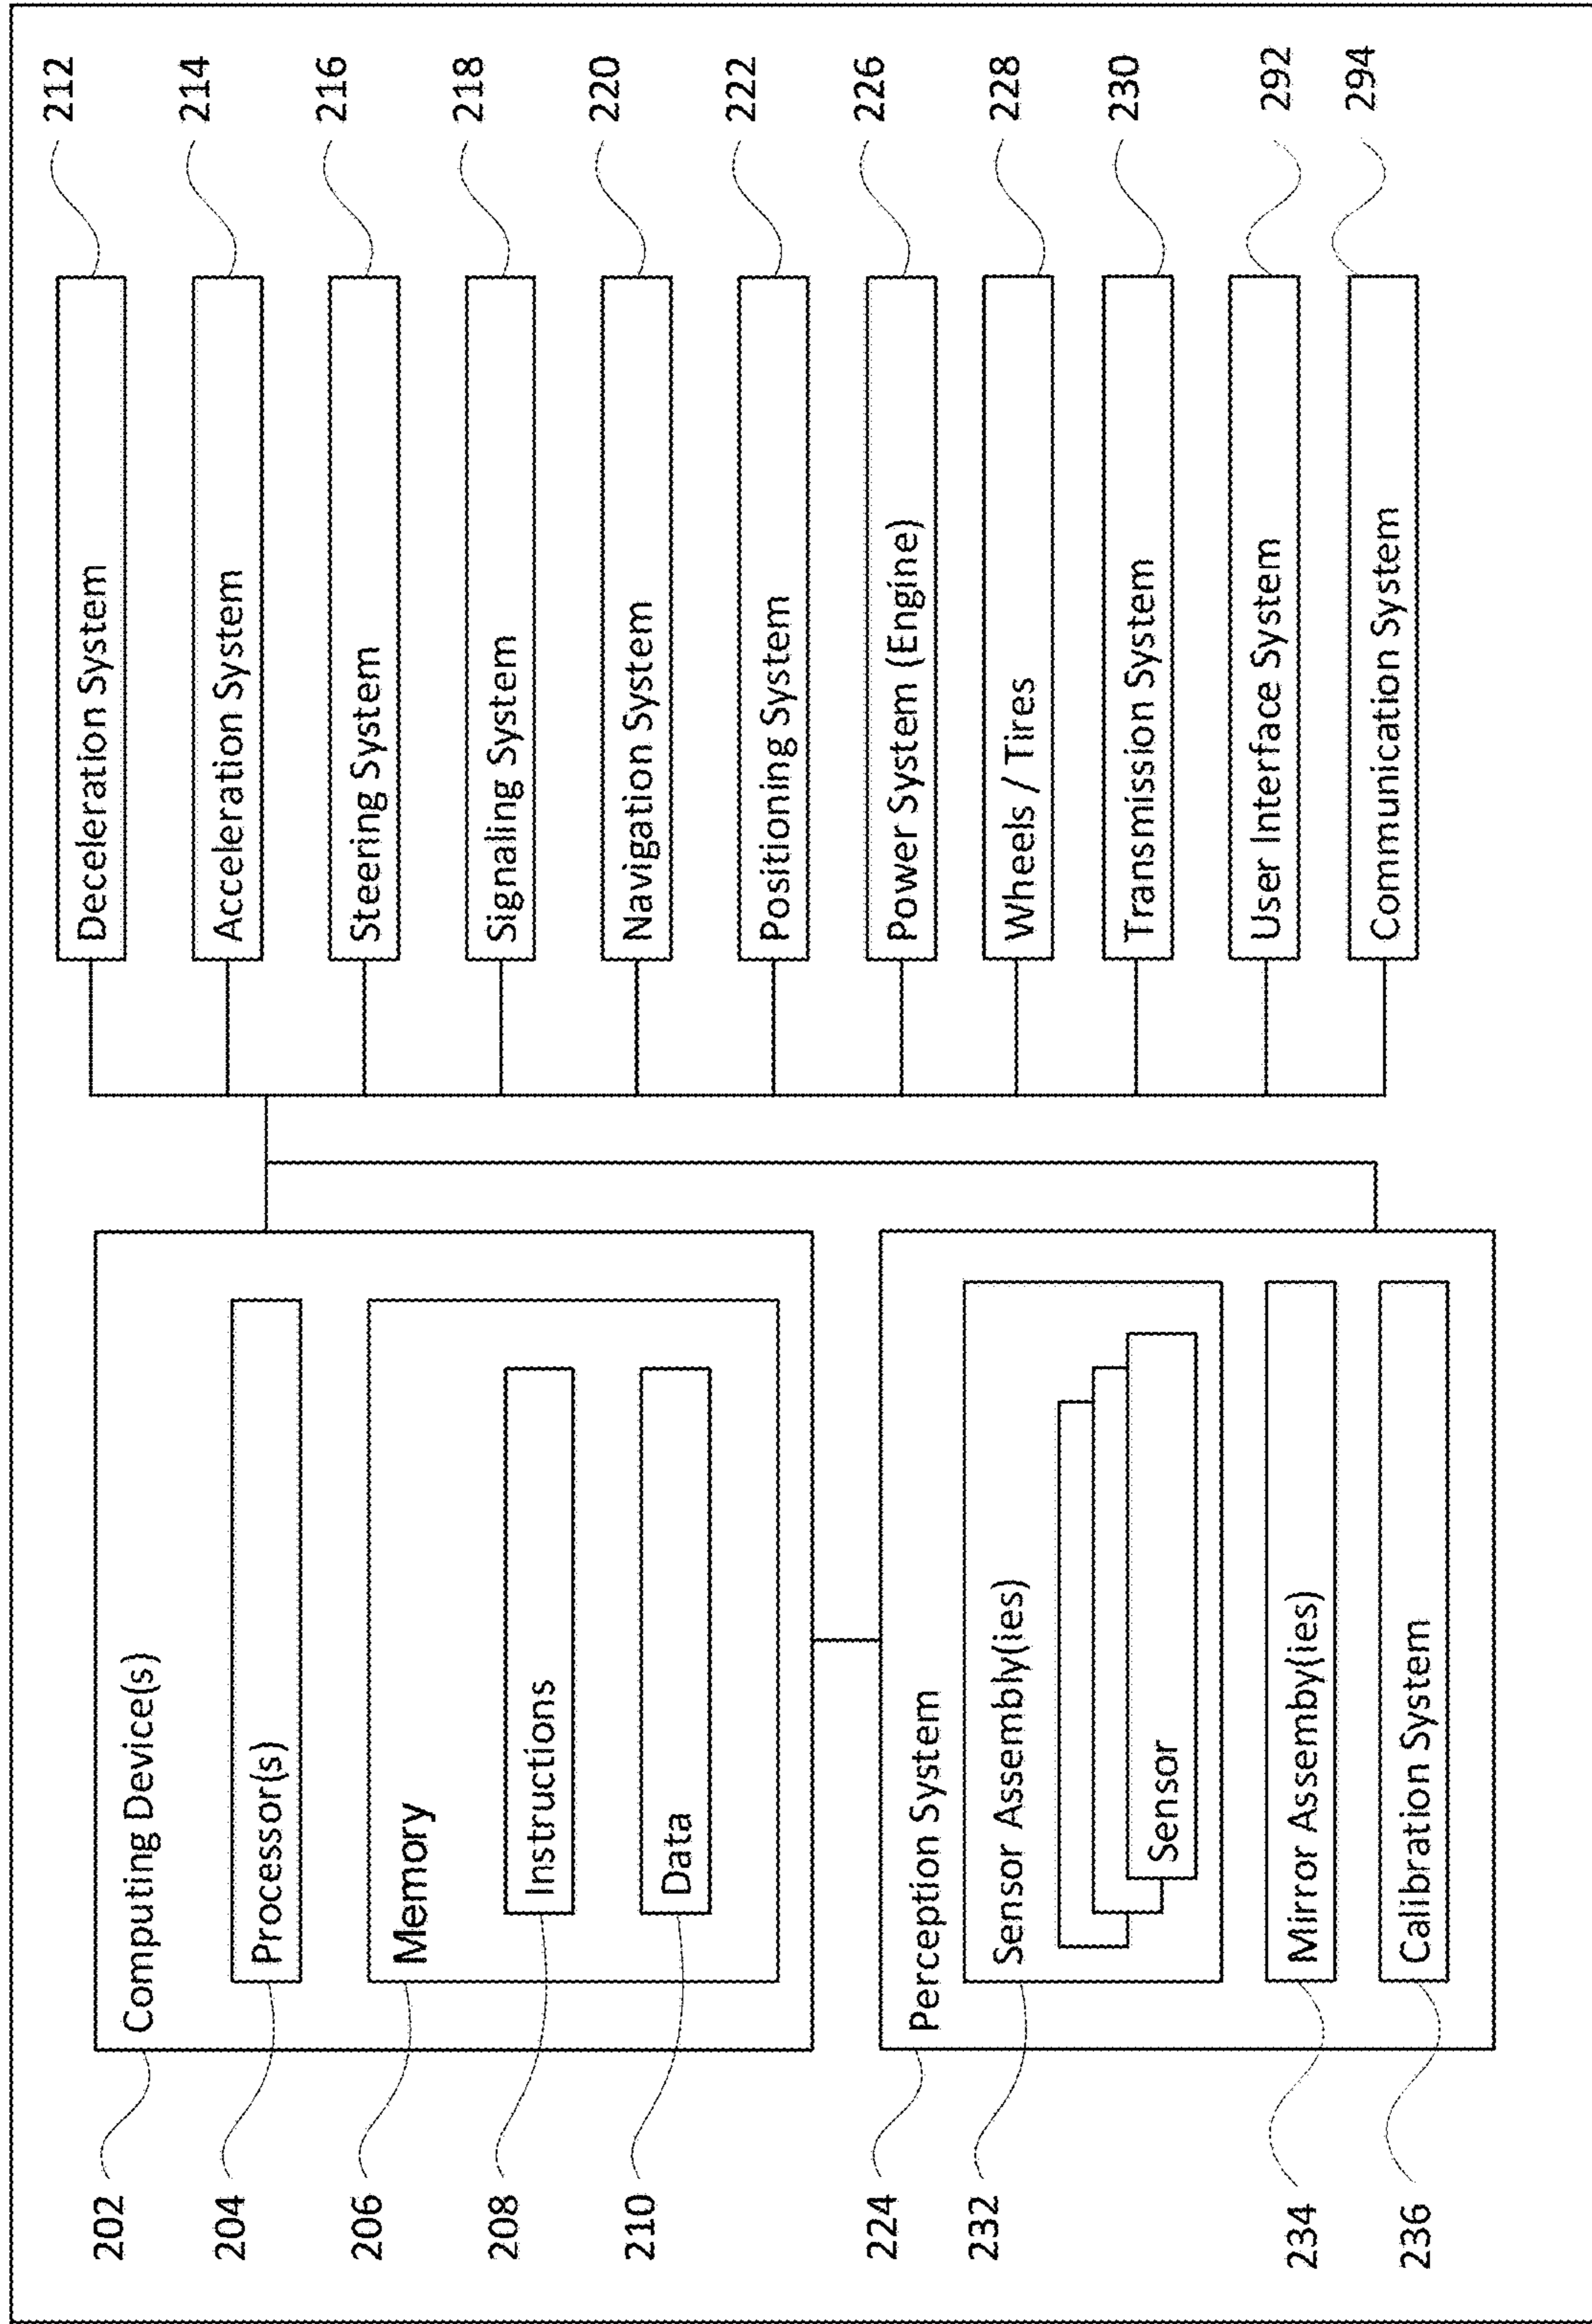 202
Computing Device(s)
204
Processor(s)
206
Memory
208
Instructions
210
Data
224
Perception System
232
Sensor Assembly(ies)
Sensor
234
Mirror Assemby(ies)
236
Calibration System
Deceleration System
212
Acceleration System
214
Steering System
216
Signaling System
218
Navigation System
220
Positioning System
222
Power System (Engine)
226
Wheels / Tires
228
Transmission System
230
User Interface System
292
Communication System
294